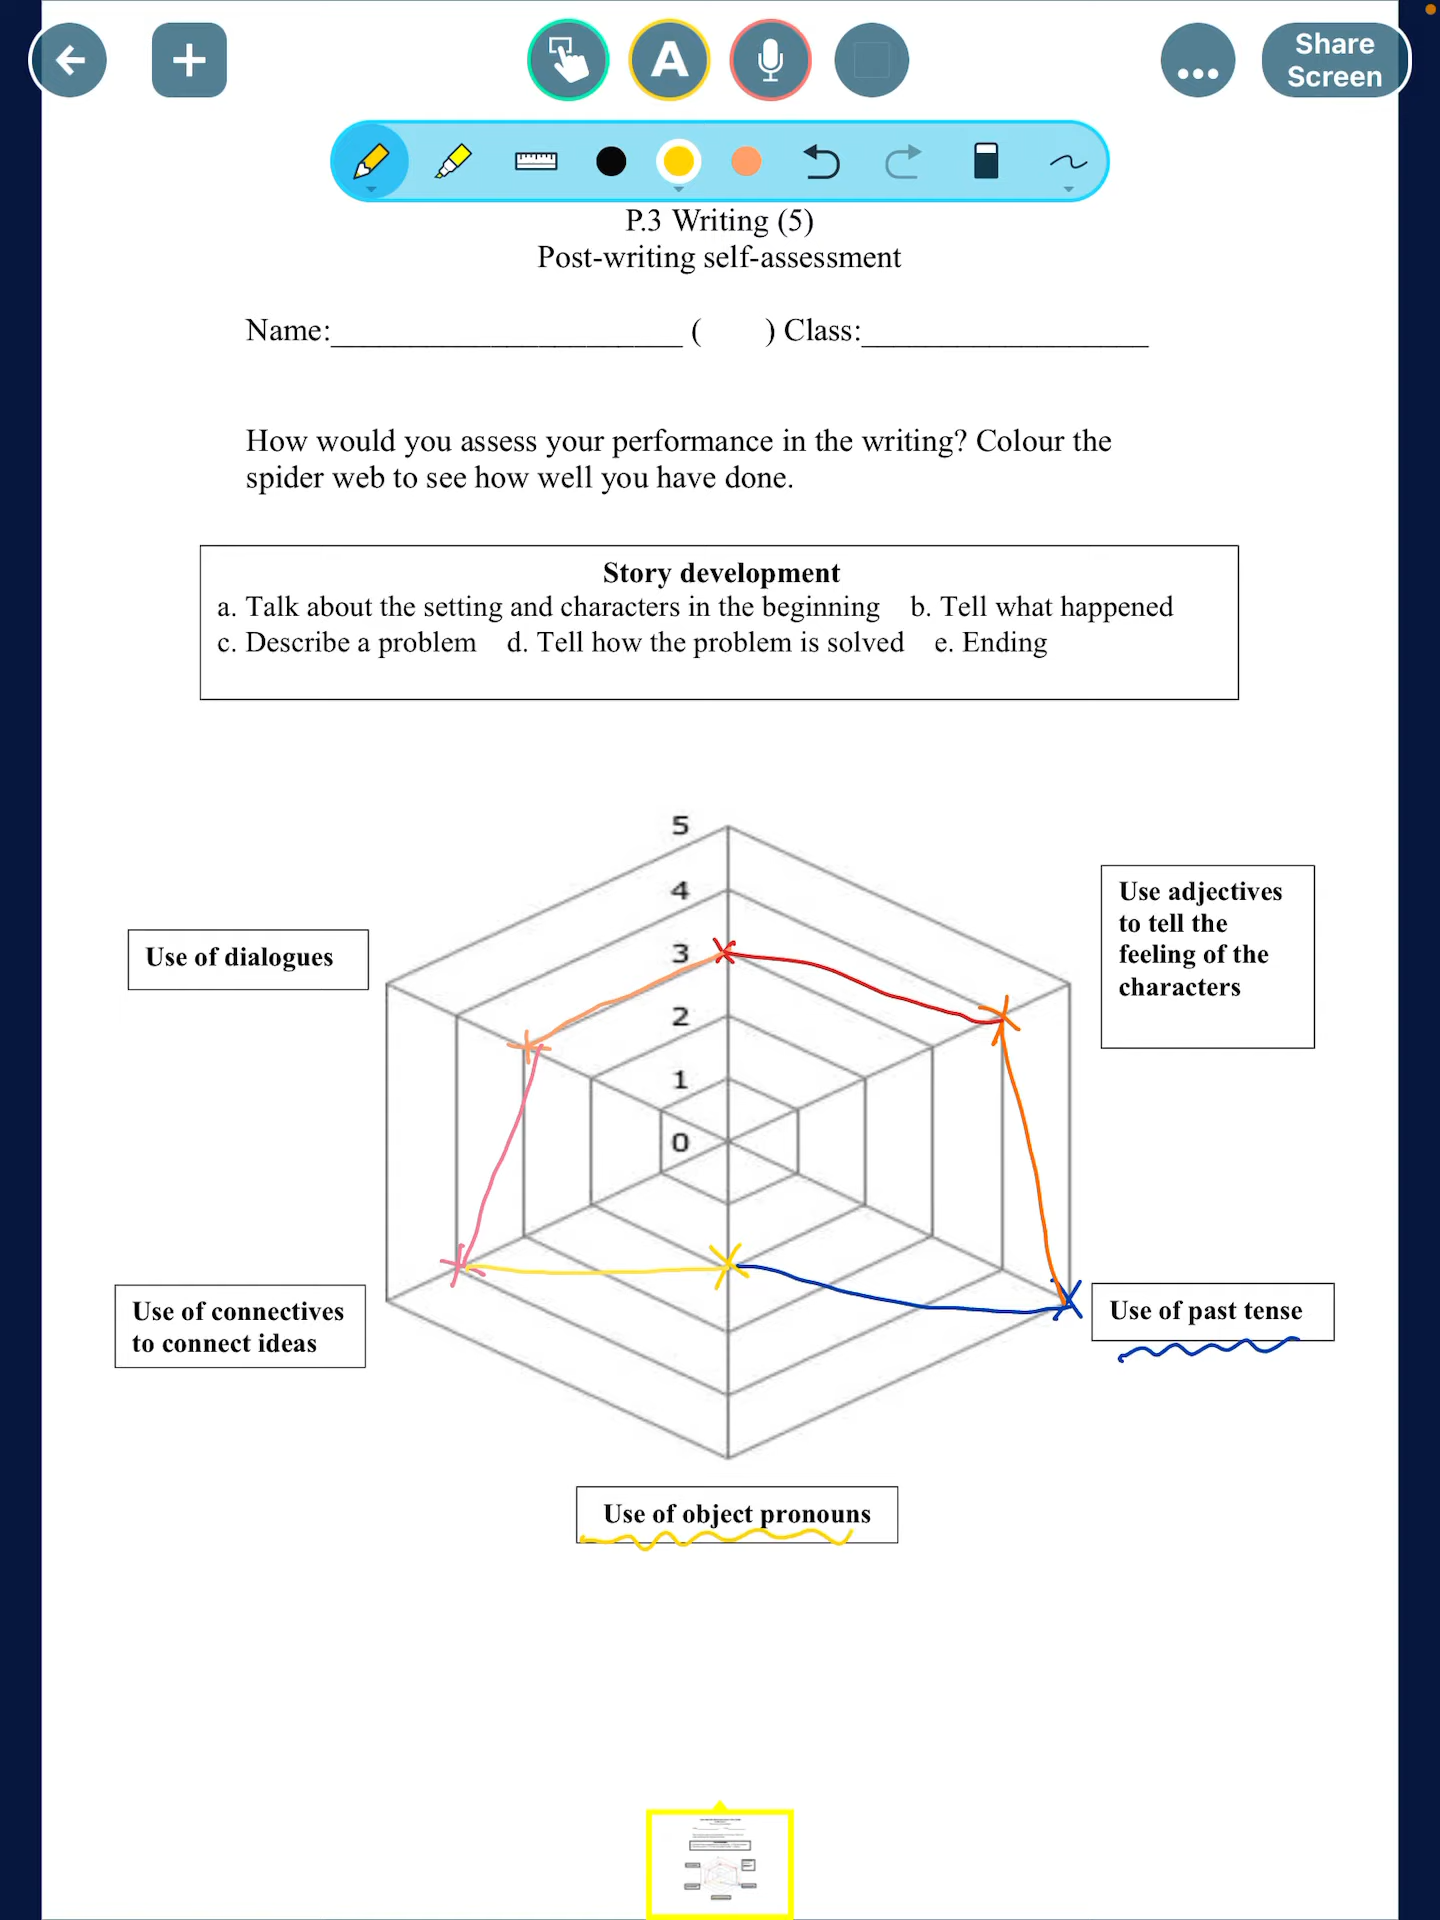 Share
Screen
A
P.3 Writing (5)
Post-writing self-assessment
Name:______________________ ( ) Class:__________________
How would you assess your performance in the writing? Colour the
spider web to see how well you have done.
Story development
a. Talk about the setting and characters in the beginning b. Tell what happened
c. Describe a problem d. Tell how the problem is solved e. Ending
5
4
3
2
1
0
Use of dialogues
Use adjectives
to tell the
feeling of the
characters
Use of connectives
to connect ideas
Use of past tense
Use of object pronouns